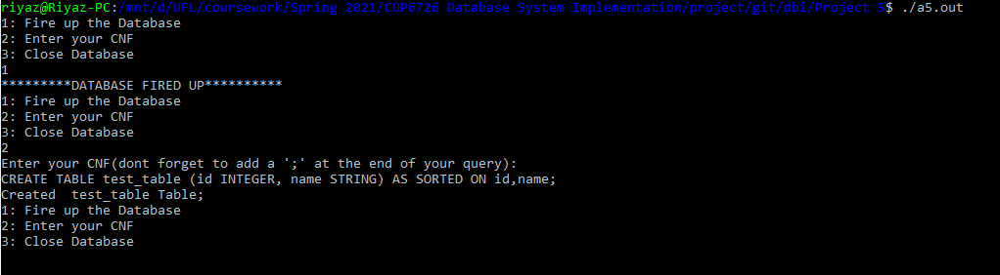 riyaz@Riyaz-PC:/mnt/d/UFL/coursework/Spring 2021/COP6726 Database System Implementation/project/git/dbi/Project 5$ ./a5.out
1: Fire up the Database
2: Enter your CNF
3: Close Database
1
*********DATABASE FIRED UP**********
1: Fire up the Database
2: Enter your CNF
3: Close Database
2
Enter your CNF(dont forget to add a ';' at the end of your query):
CREATE TABLE test_table (id INTEGER, name STRING) AS SORTED ON id,name;
Created  test_table Table;
1: Fire up the Database
2: Enter your CNF
3: Close Database